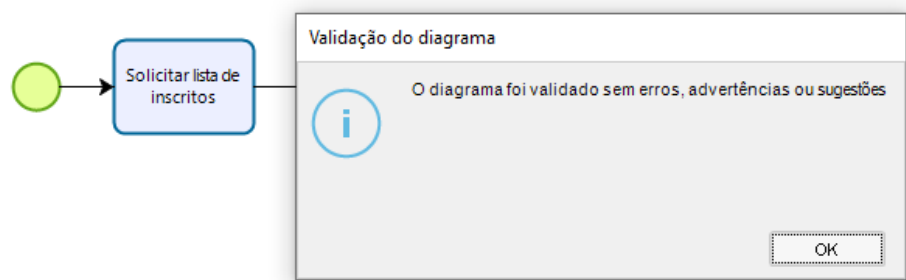 Validação do diagrama
Solicitar lista de
inscritos
O diagrama foi validado sem erros, advertências ou sugestões
i
OK